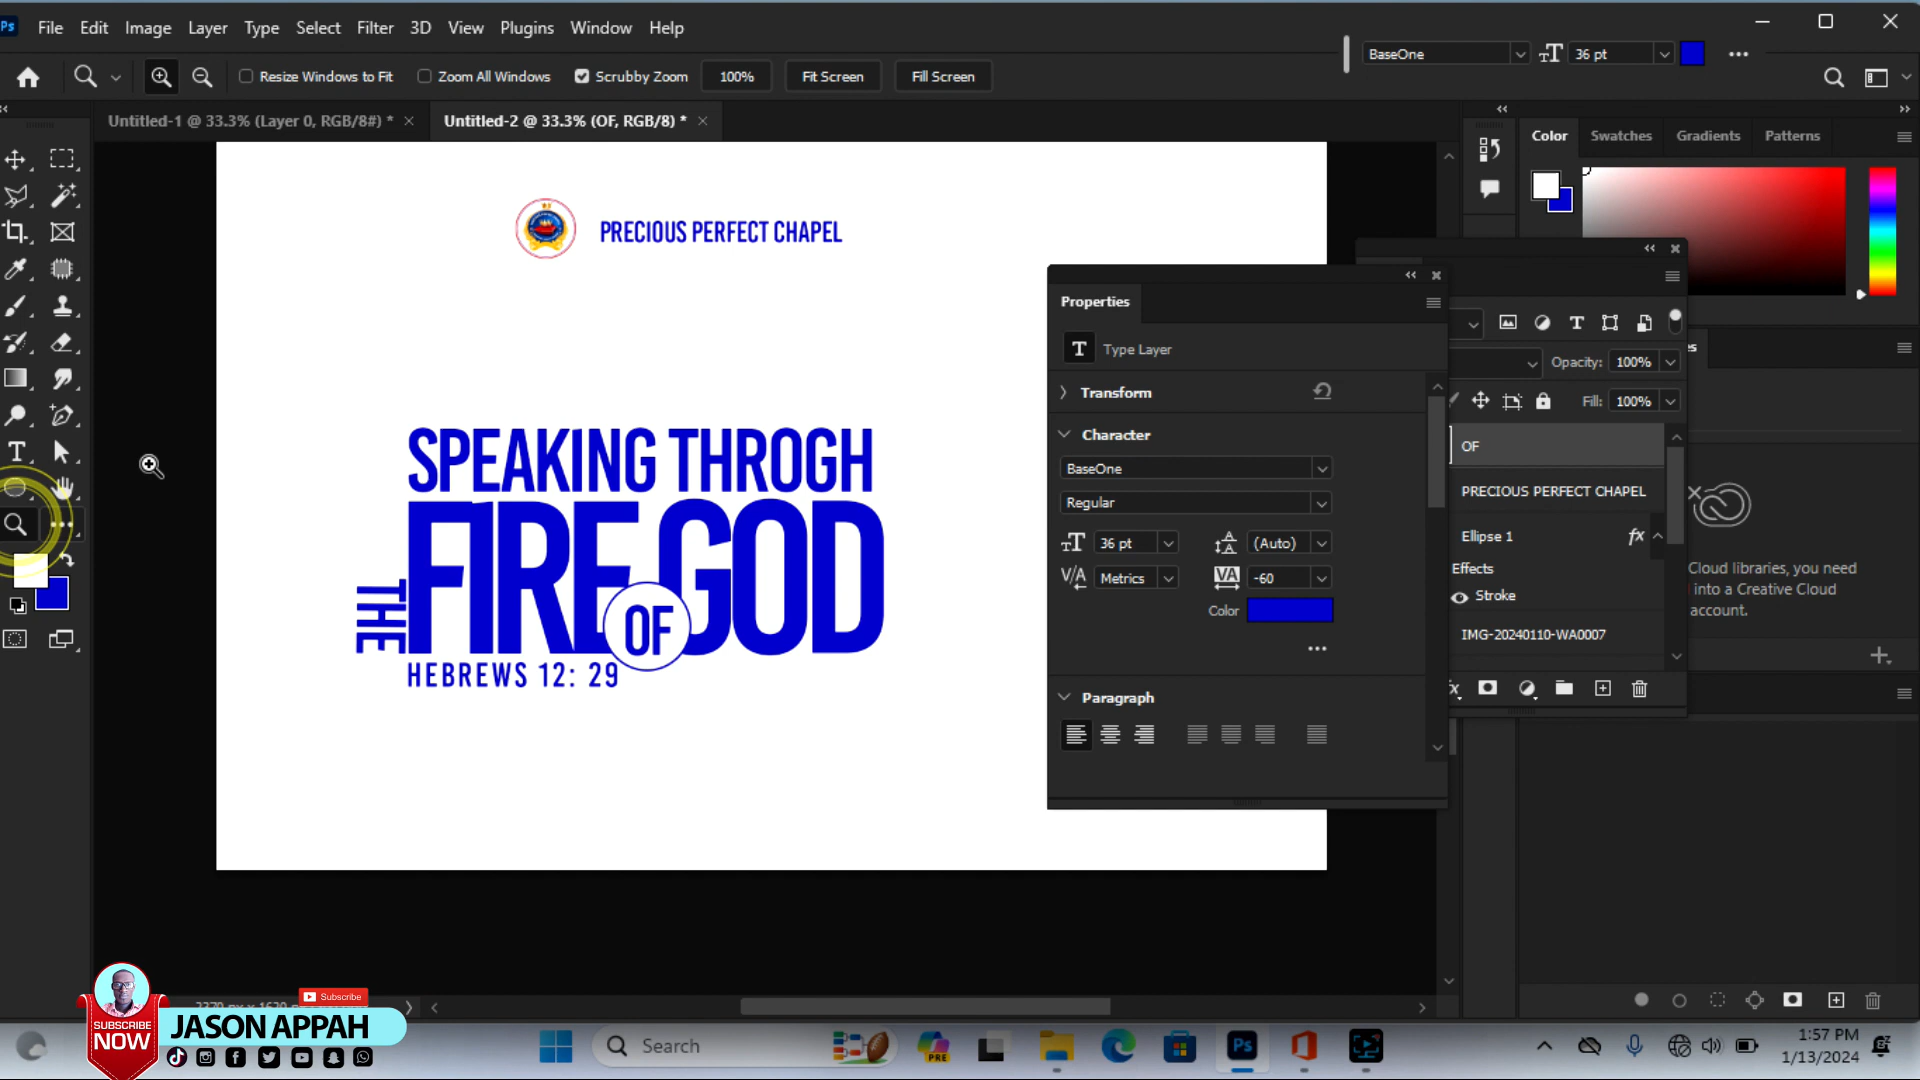 Ps File Edit Image Layer Type Select Filter 3D View Plugins Window Help
BaseOne 36 pt
Resize Windows to Fit Zoom All Windows Scrubby Zoom 100% Fit Screen Fill Screen
Untitled-1 @ 33.3% (Layer 0, RGB/8#) * Untitled-2 @ 33.3% (OF, RGB/8) *
Color Swatches Gradients Patterns
PRECIOUS PERFECT CHAPEL
SPEAKING THROGH
THE FIRE OF GOD
HEBREWS 12: 29
Properties
T Type Layer
Transform
Character
BaseOne
Regular
36 pt (Auto)
Metrics -60
Color
Paragraph
Opacity: 100%
Fill: 100%
OF
PRECIOUS PERFECT CHAPEL
Ellipse 1 fx
Effects
Stroke
IMG-20240110-WA0007
Cloud libraries, you need
into a Creative Cloud
account.
Subscribe
SUBSCRIBE
NOW
JASON APPAH
Search
PRE
Ps
1:57 PM
1/13/2024